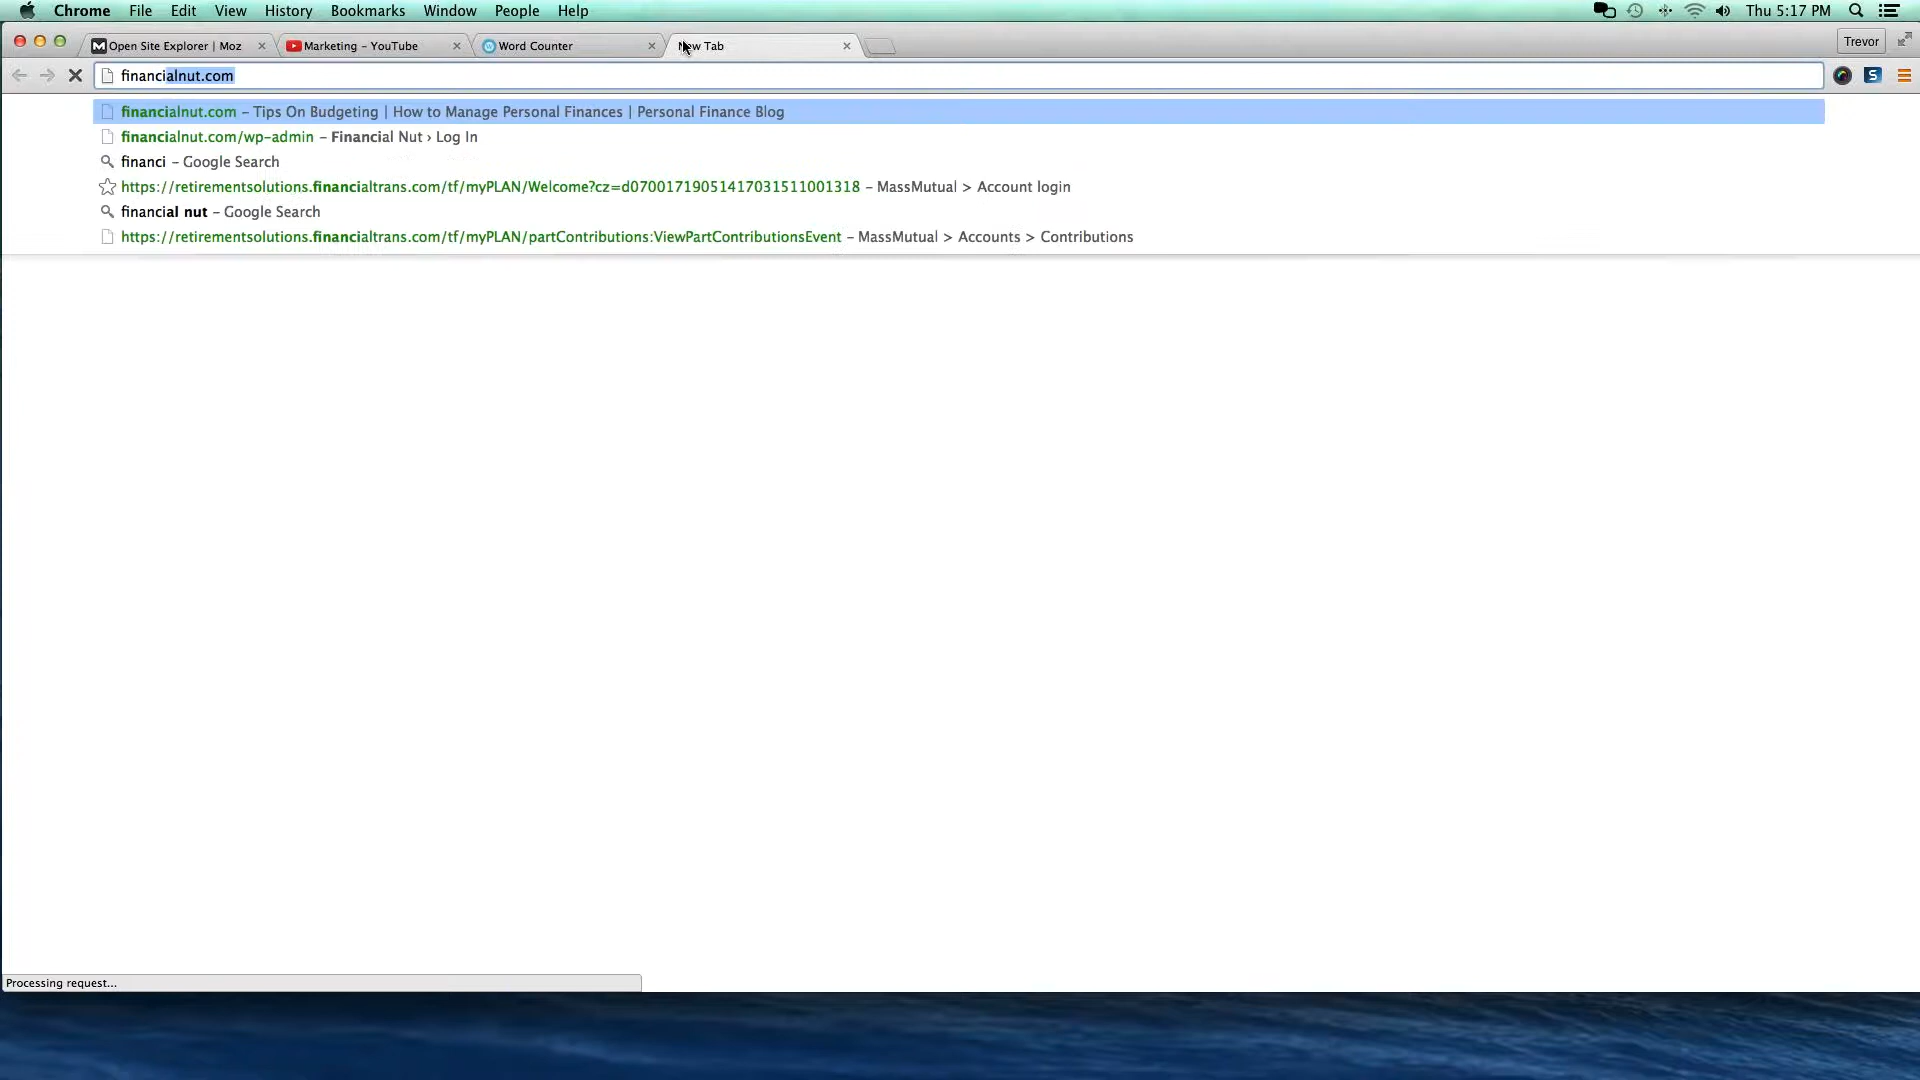 Chrome File Edit View History Bookmarks Window People Help Thu 5:17 PM
Open Site Explorer | Moz Marketing - YouTube Word Counter New Tab Trevor
financialnut.com
financialnut.com – Tips On Budgeting | How to Manage Personal Finances | Personal Finance Blog
financialnut.com/wp-admin – Financial Nut › Log In
financi – Google Search
https://retirementsolutions.financialtrans.com/tf/myPLAN/Welcome?cz=d07001719051417031511001318 – MassMutual > Account login
financial nut – Google Search
https://retirementsolutions.financialtrans.com/tf/myPLAN/partContributions:ViewPartContributionsEvent – MassMutual > Accounts > Contributions
Processing request...